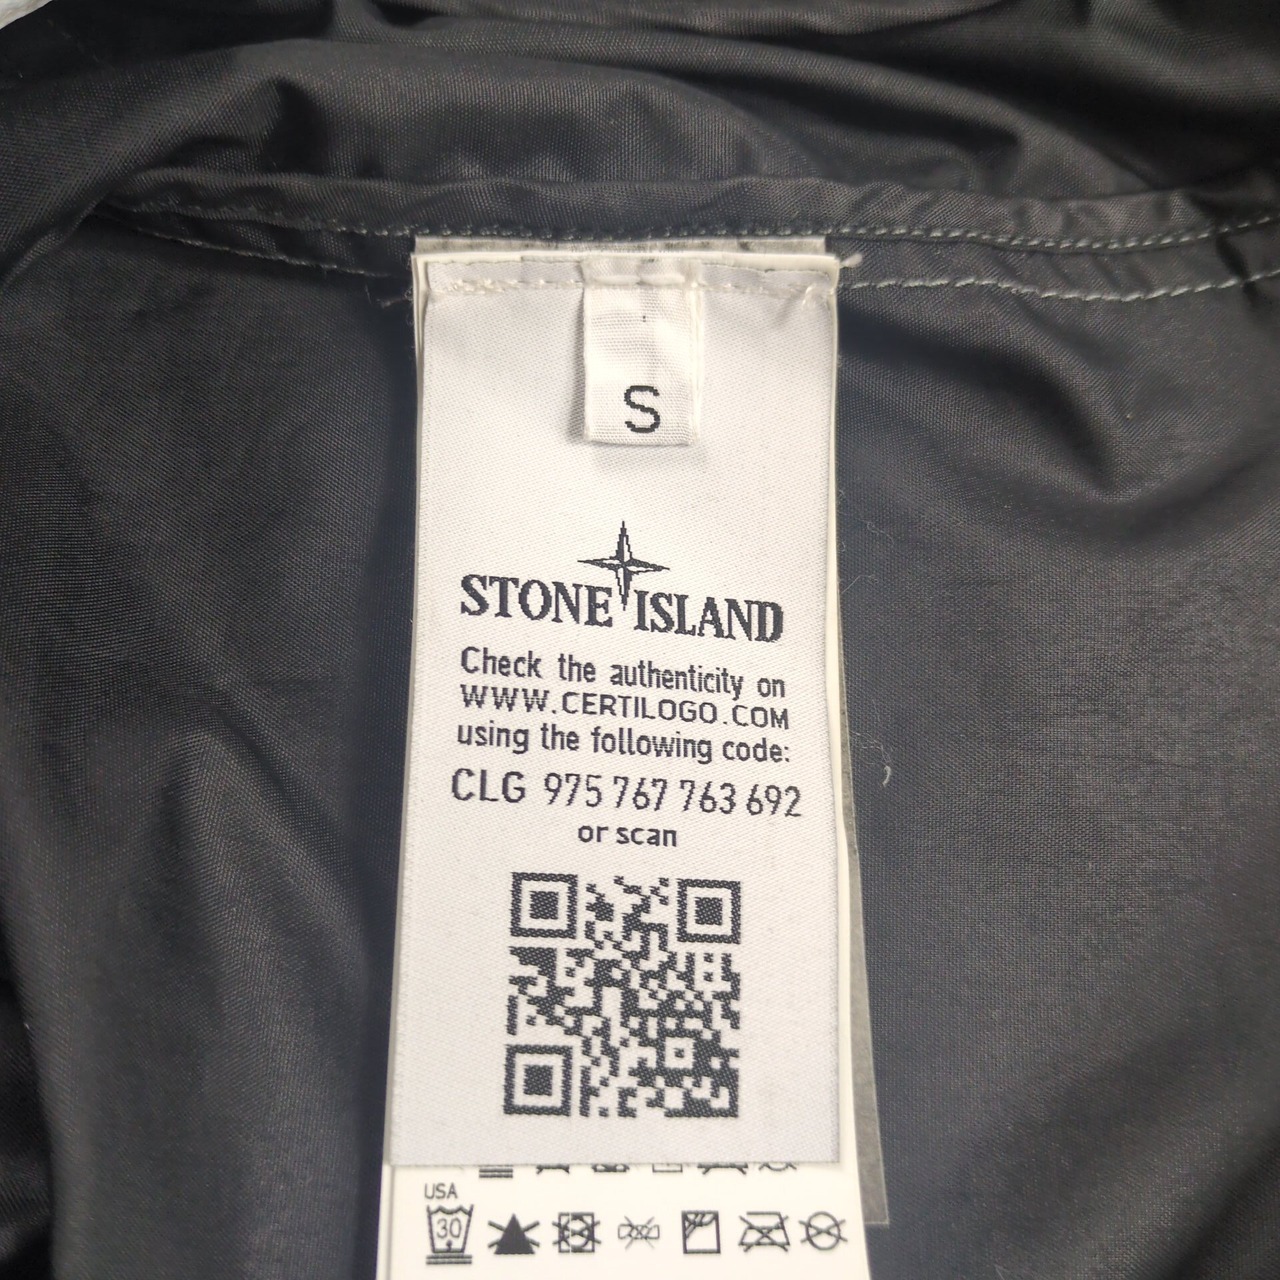 S
STONE ISLAND
Check the authenticity on
WWW.CERTILOGO.COM
using the following code:
CLG 975 767 763 692
or scan
USA
30